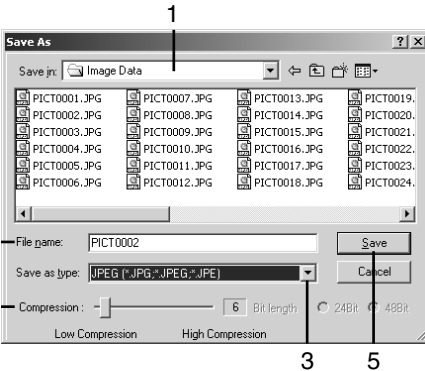 1
Save As
Save in: Image Data
PICT0001.JPG PICT0007.JPG PICT0013.JPG PICT0019.
PICT0002.JPG PICT0008.JPG PICT0014.JPG PICT0020.
PICT0003.JPG PICT0009.JPG PICT0015.JPG PICT0021.
PICT0004.JPG PICT0010.JPG PICT0016.JPG PICT0022.
PICT0005.JPG PICT0011.JPG PICT0017.JPG PICT0023.
PICT0006.JPG PICT0012.JPG PICT0018.JPG PICT0024.
File name: PICT0002 Save
Save as type: JPEG (*.JPG;*.JPEG;*.JPE) Cancel
Compression : 6 Bit length 24Bit 48Bit
Low Compression High Compression
3 5